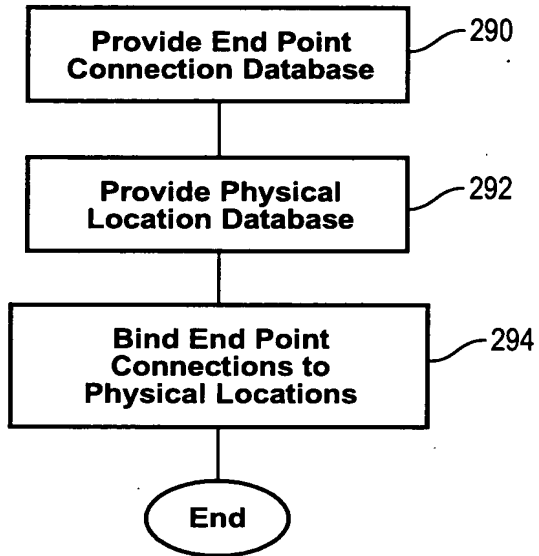 Provide End Point
Connection Database
290
Provide Physical
Location Database
292
Bind End Point
Connections to
Physical Locations
294
End